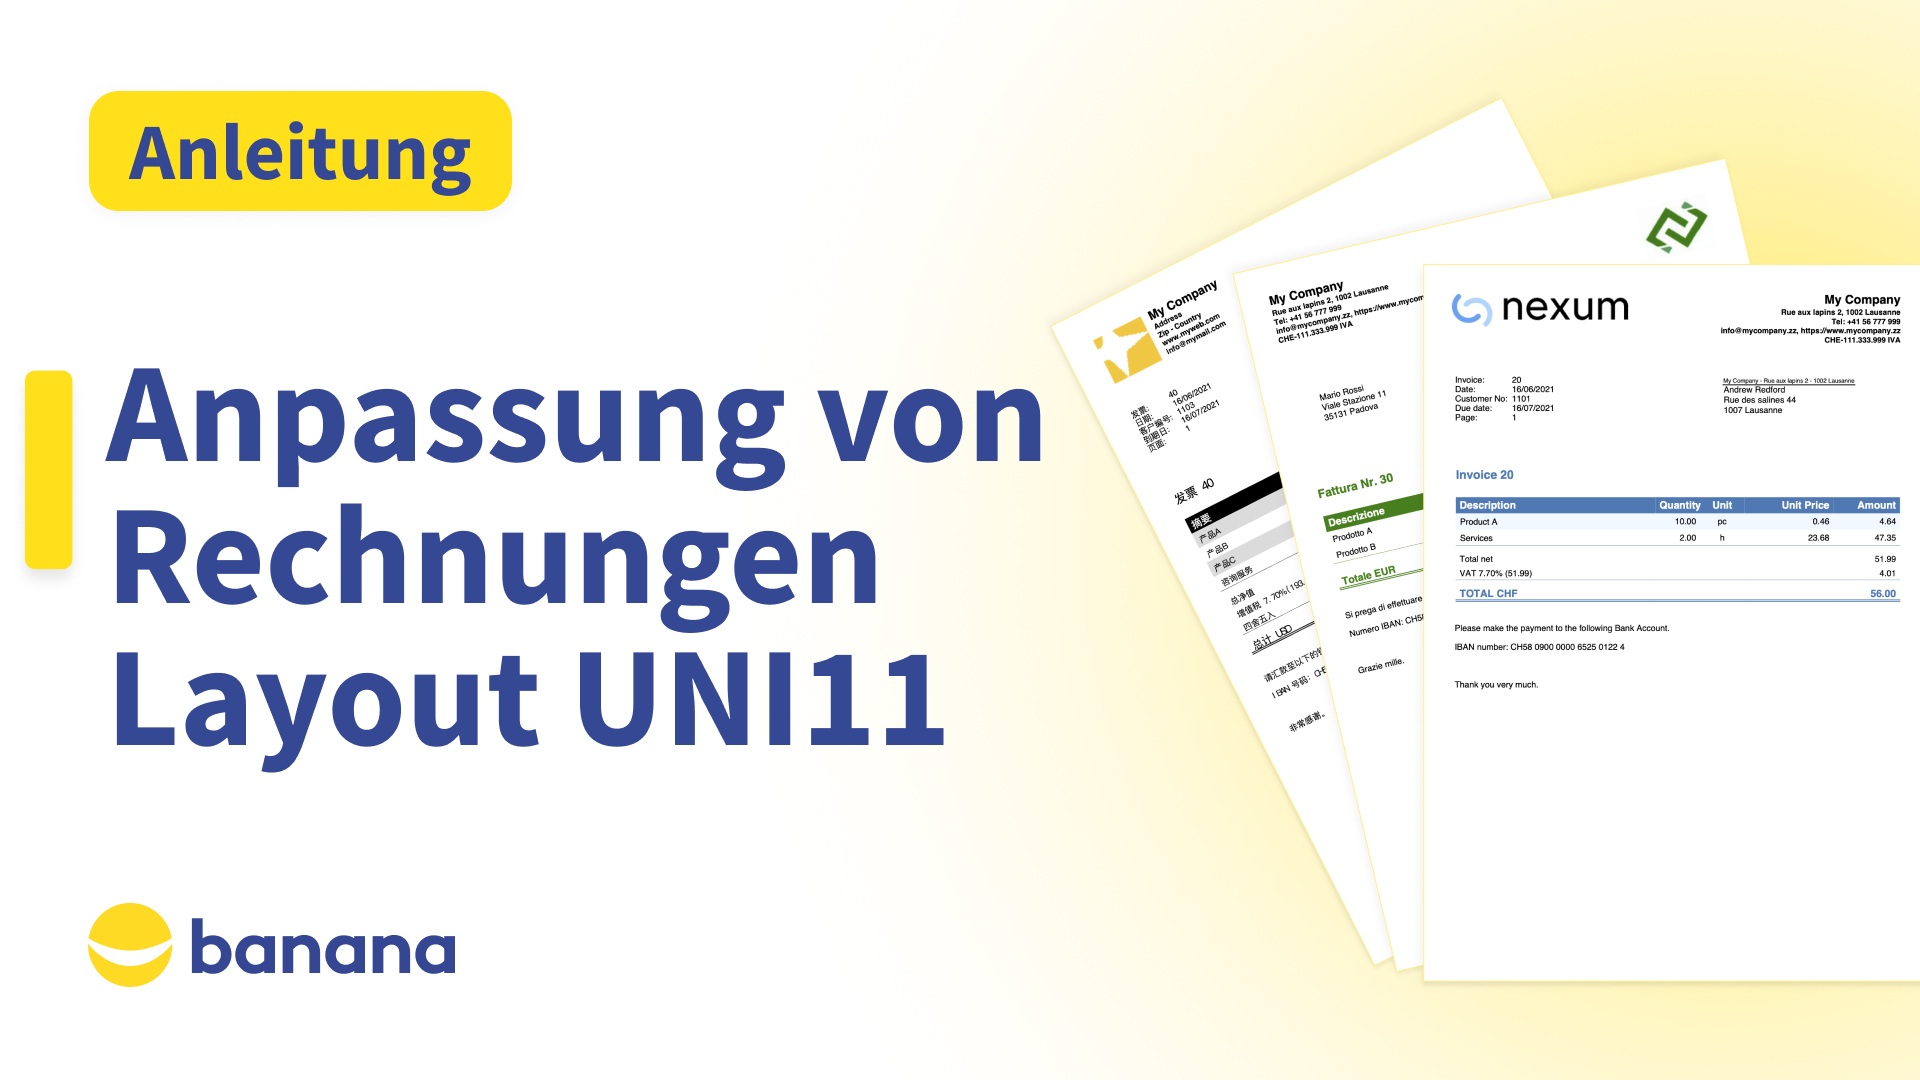 Anleitung
Anpassung von
Rechnungen
Layout UNI11
banana
My Company
Address
Zip - Country
www.myweb.com
info@mymail.com
发票: 40
日期: 16/06/2021
客户编号: 1103
到期日: 16/07/2021
页面: 1
发票 40
摘要
产品A
产品B
产品C
咨询服务
总净值
增值税 7.70% (193.
四舍五入
总计 USD
请汇款至以下的
IBAN 号码:
非常感谢。
My Company
Rue aux lapins 2, 1002 Lausanne
Tel: +41 56 777 999
info@mycompany.zz, https://www.mycom
CHE-111.333.999 IVA
Mario Rossi
Viale Stazione 11
35131 Padova
Fattura Nr. 30
Descrizione
Prodotto A
Prodotto B
Totale EUR
Si prega di effettuare
Numero IBAN: CH58
Grazie mille.
nexum
My Company
Rue aux lapins 2, 1002 Lausanne
Tel: +41 56 777 999
info@mycompany.zz, https://www.mycompany.zz
CHE-111.333.999 IVA
Invoice: 20
Date: 16/06/2021
Customer No: 1101
Due date: 16/07/2021
Page: 1
My Company - Rue aux lapins 2 - 1002 Lausanne
Andrew Redford
Rue des salines 44
1007 Lausanne
Invoice 20
Description Quantity Unit Unit Price Amount
Product A 10.00 pc 0.46 4.64
Services 2.00 h 23.68 47.35
Total net 51.99
VAT 7.70% (51.99) 4.01
TOTAL CHF 56.00
Please make the payment to the following Bank Account.
IBAN number: CH58 0900 0000 6525 0122 4
Thank you very much.